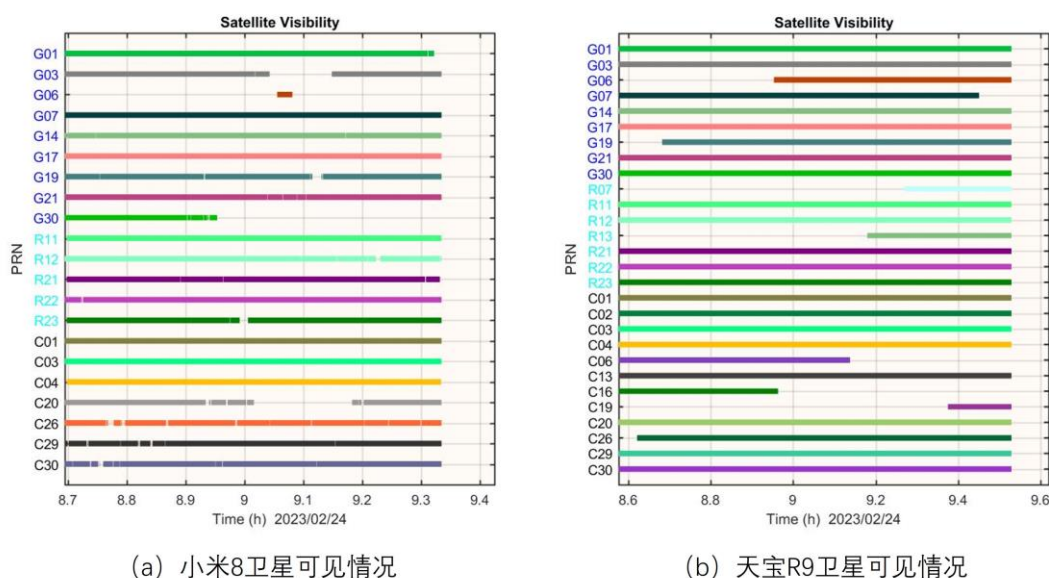 Satellite Visibility
G01
G03
G06
G07
G14
G17
G19
G21
G30
R11
R12
R21
R22
R23
C01
C03
C04
C20
C26
C29
C30
PRN
8.7 8.8 8.9 9 9.1 9.2 9.3 9.4
Time (h) 2023/02/24
(a) 小米8卫星可见情况
Satellite Visibility
G01
G03
G06
G07
G14
G17
G19
G21
G30
R07
R11
R12
R13
R21
R22
R23
C01
C02
C03
C04
C06
C13
C16
C19
C20
C26
C29
C30
PRN
8.6 8.8 9 9.2 9.4 9.6
Time (h) 2023/02/24
(b) 天宝R9卫星可见情况